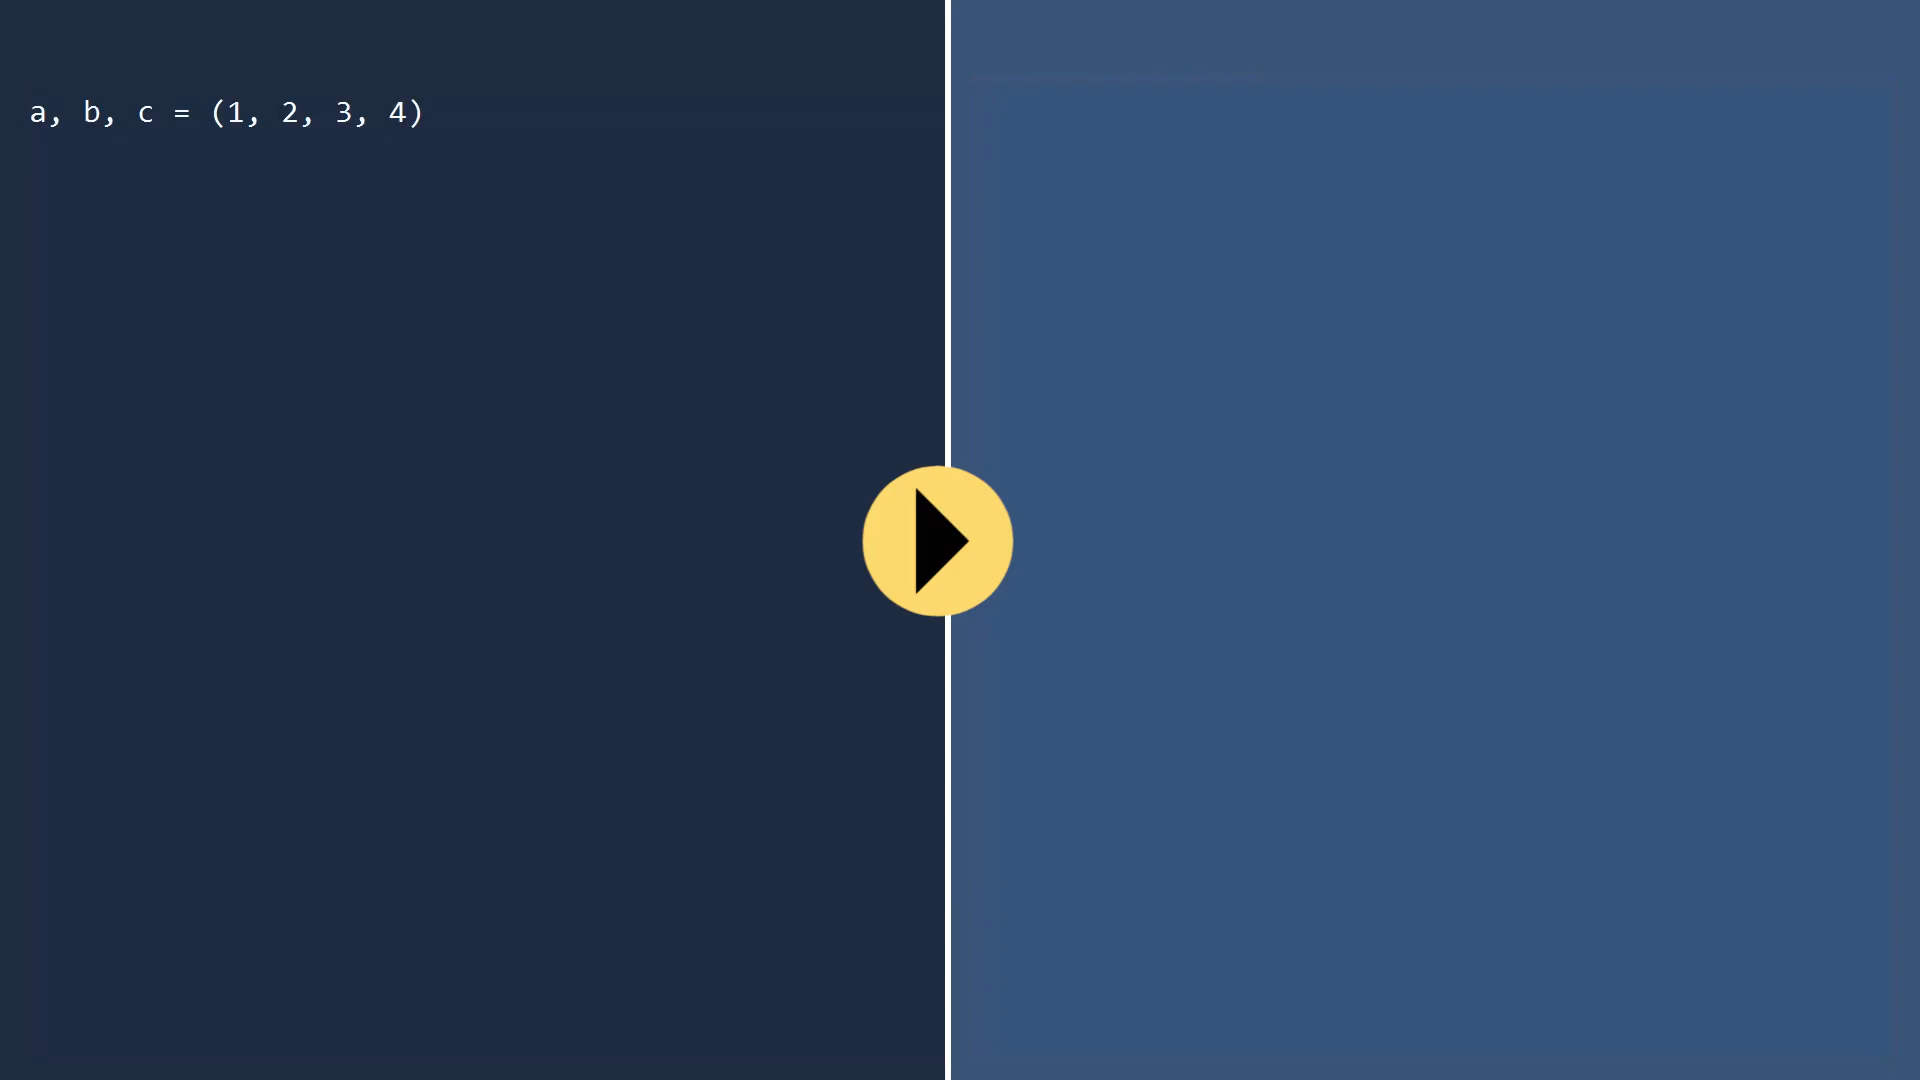 a, b, c = (1, 2, 3, 4)